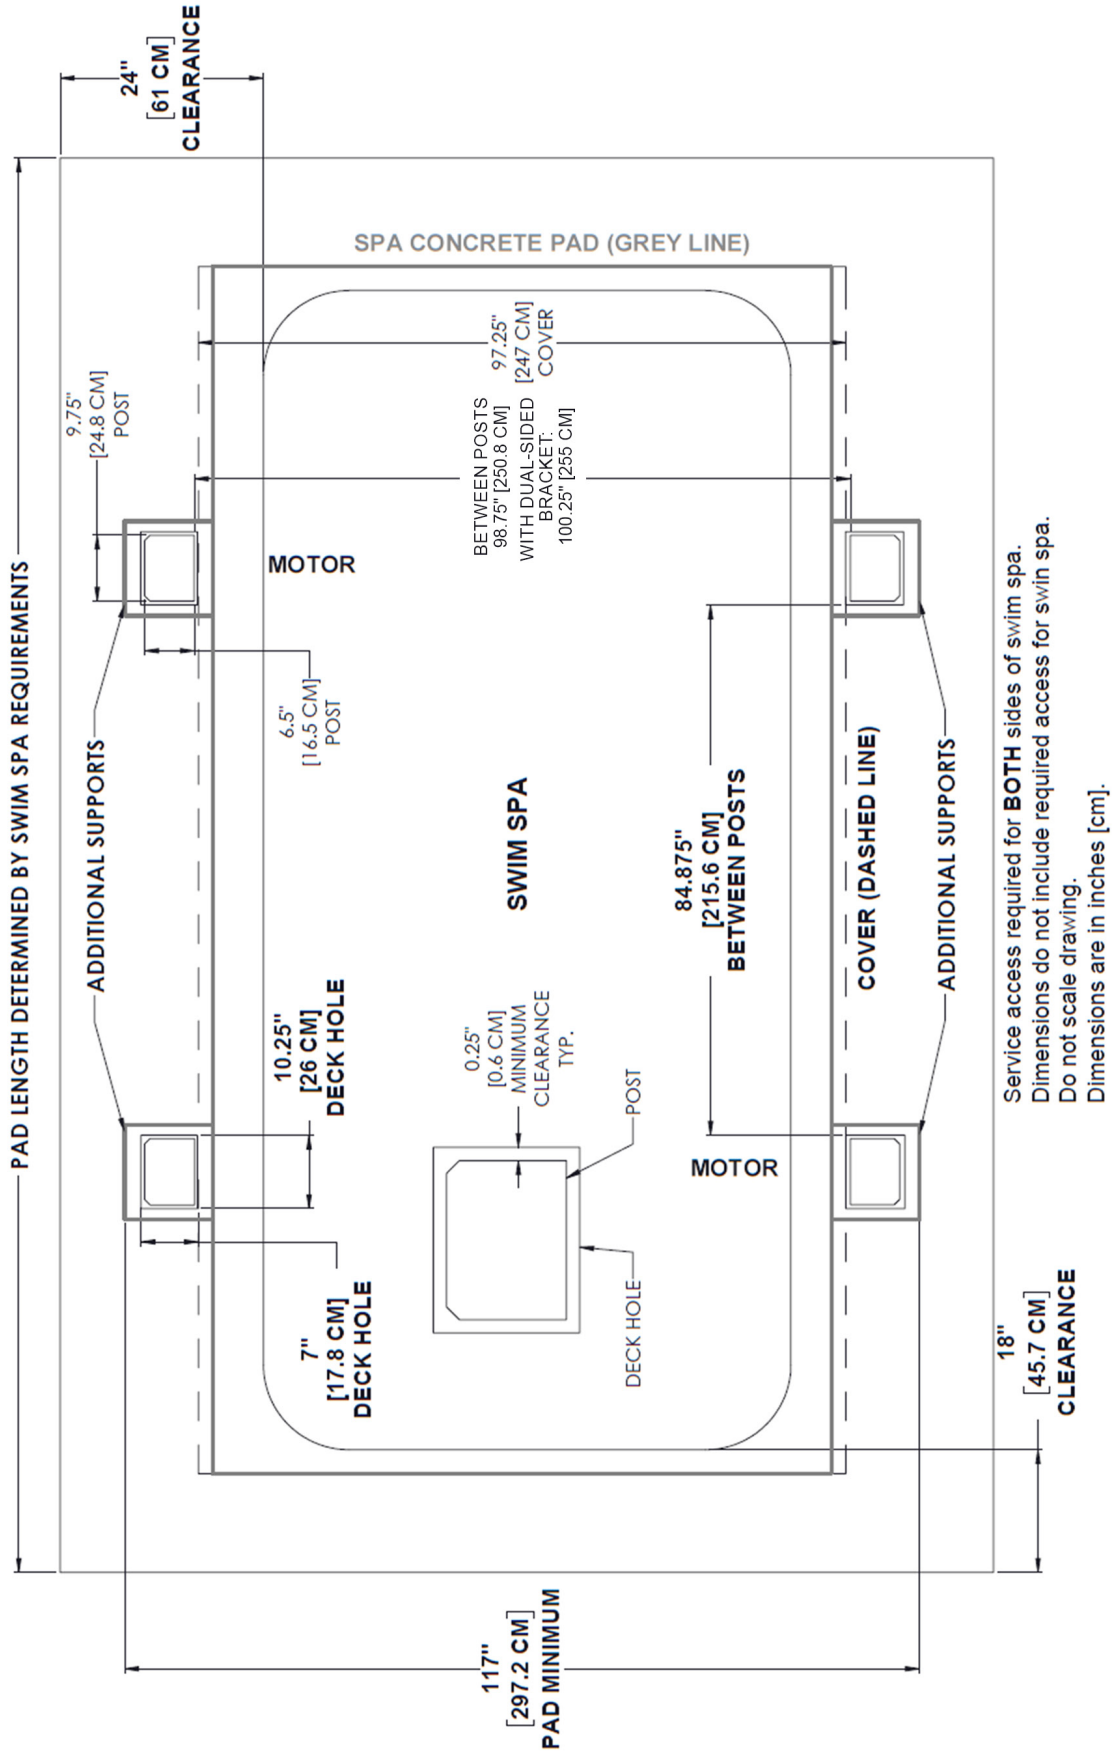 PAD LENGTH DETERMINED BY SWIM SPA REQUIREMENTS
24"
[61 CM]
CLEARANCE
9.75"
[24.8 CM]
POST
ADDITIONAL SUPPORTS
SPA CONCRETE PAD (GREY LINE)
MOTOR
6.5"
[16.5 CM]
POST
10.25"
[26 CM]
DECK HOLE
7"
[17.8 CM]
DECK HOLE
97.25"
[247 CM]
COVER
BETWEEN POSTS
98.75" [250.8 CM]
WITH DUAL-SIDED
BRACKET:
100.25" [255 CM]
SWIM SPA
0.25"
[0.6 CM]
MINIMUM
CLEARANCE
TYP.
POST
DECK HOLE
84.875"
[215.6 CM]
BETWEEN POSTS
MOTOR
COVER (DASHED LINE)
ADDITIONAL SUPPORTS
117"
[297.2 CM]
PAD MINIMUM
18"
[45.7 CM]
CLEARANCE
Service access required for BOTH sides of swim spa.
Dimensions do not include required access for swin spa.
Do not scale drawing.
Dimensions are in inches [cm].